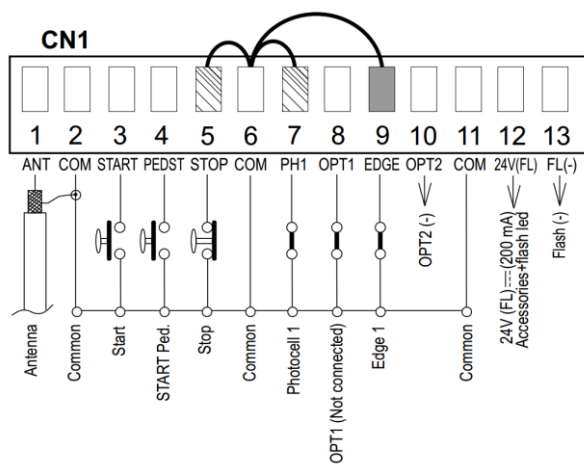 CN1
1 2 3 4 5 6 7 8 9 10 11 12 13
ANT COM START PEDST STOP COM PH1 OPT1 EDGE OPT2 COM 24V(FL) FL(-)
Antenna
Common
Start
START Ped.
Stop
Common
Photocell 1
OPT1 (Not connected)
Edge 1
OPT2 (-)
Common
24V (FL) ⎓ (200 mA)
Accessories+flash led
Flash (-)